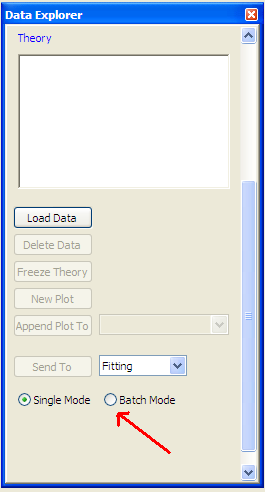 Data Explorer
Theory
Load Data
Delete Data
Freeze Theory
New Plot
Append Plot To
Send To Fitting
Single Mode Batch Mode